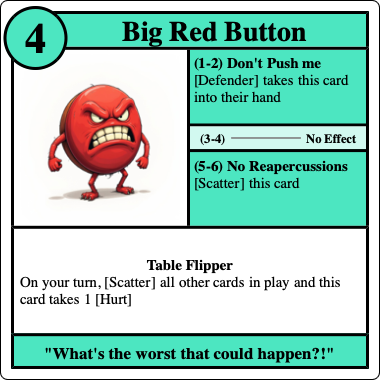 4
Big Red Button
(1-2) Don't Push me
[Defender] takes this card
into their hand
(3-4) No Effect
(5-6) No Reapercussions
[Scatter] this card
Table Flipper
On your turn, [Scatter] all other cards in play and this
card takes 1 [Hurt]
"What's the worst that could happen?!"